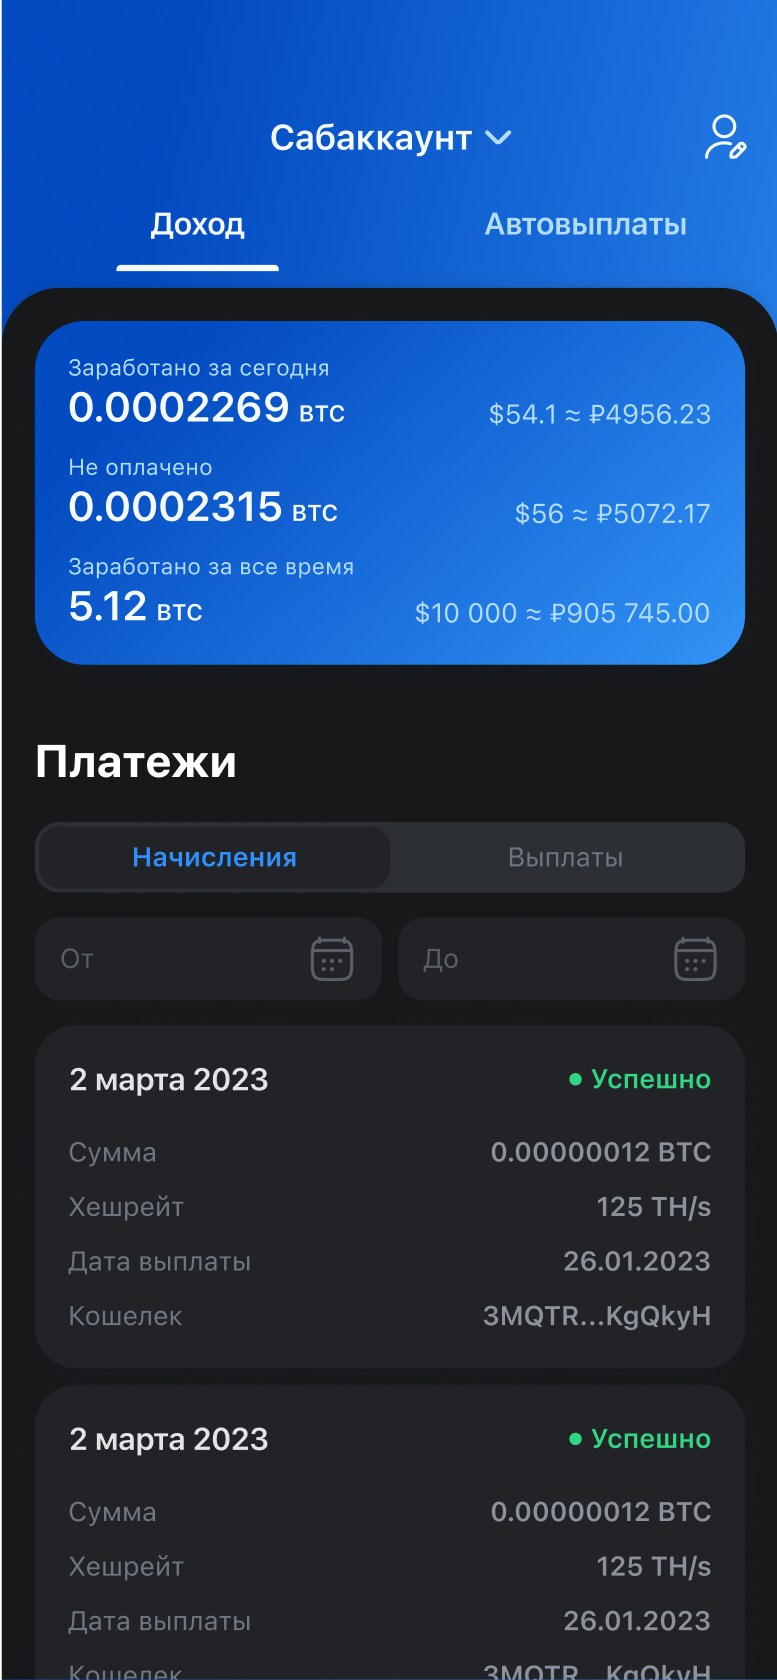 Сабаккаунт
Доход Автовыплаты
Заработано за сегодня
0.0002269 BTC $54.1 ≈ ₽4956.23
Не оплачено
0.0002315 BTC $56 ≈ ₽5072.17
Заработано за все время
5.12 BTC $10 000 ≈ ₽905 745.00
Платежи
Начисления Выплаты
От До
2 марта 2023 Успешно
Сумма 0.00000012 BTC
Хешрейт 125 TH/s
Дата выплаты 26.01.2023
Кошелек 3MQTR...KgQkyH
2 марта 2023 Успешно
Сумма 0.00000012 BTC
Хешрейт 125 TH/s
Дата выплаты 26.01.2023
Кошелек 3MQTR...KgQkyH